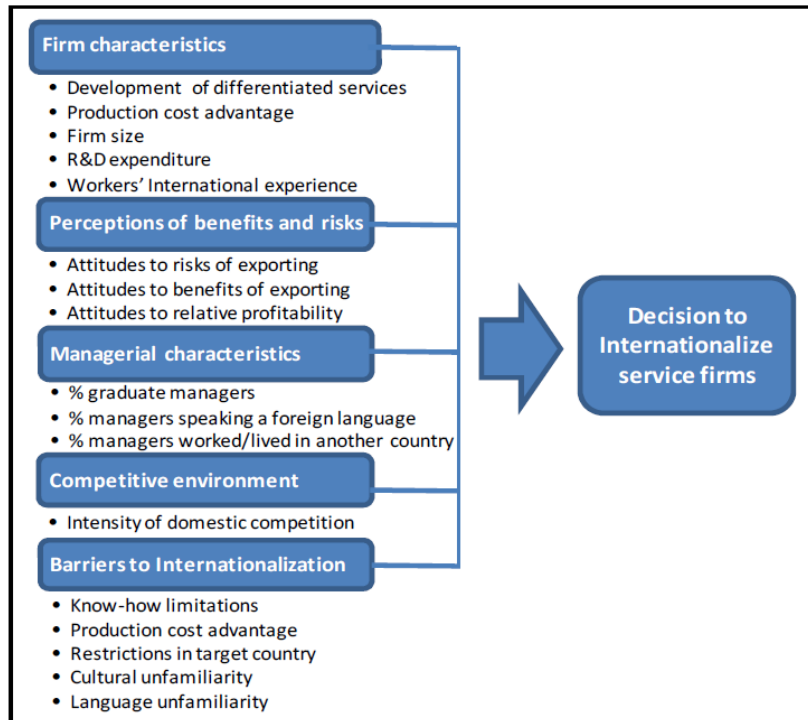 Firm characteristics
• Development of differentiated services
• Production cost advantage
• Firm size
• R&D expenditure
• Workers' International experience
Perceptions of benefits and risks
• Attitudes to risks of exporting
• Attitudes to benefits of exporting
• Attitudes to relative profitability
Managerial characteristics
• % graduate managers
• % managers speaking a foreign language
• % managers worked/lived in another country
Competitive environment
• Intensity of domestic competition
Barriers to Internationalization
• Know-how limitations
• Production cost advantage
• Restrictions in target country
• Cultural unfamiliarity
• Language unfamiliarity
Decision to
Internationalize
service firms